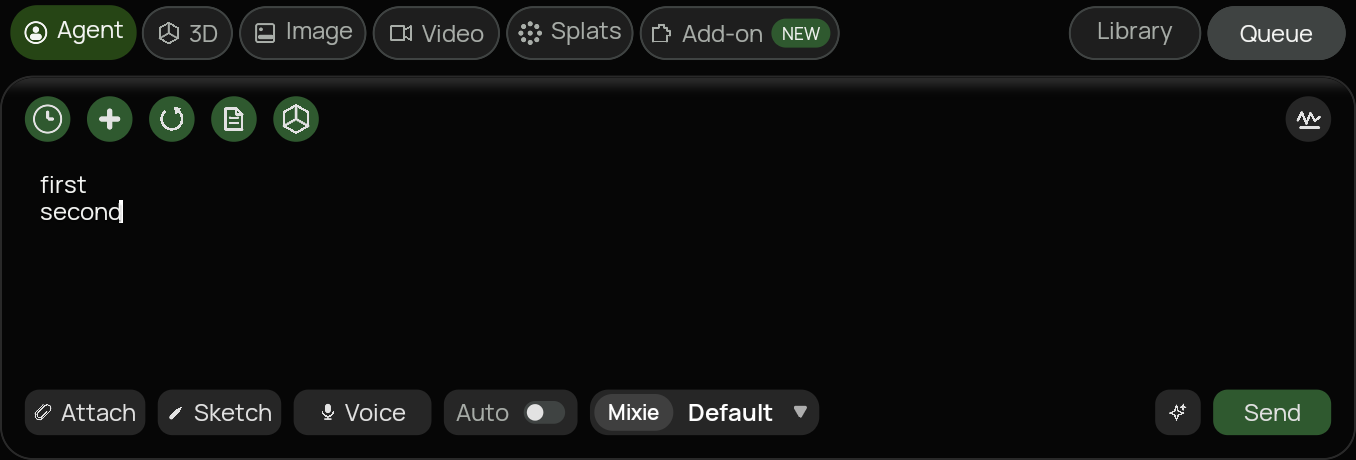 Agent 3D Image Video Splats Add-on NEW Library Queue
first
second
Attach Sketch Voice Auto Mixie Default Send